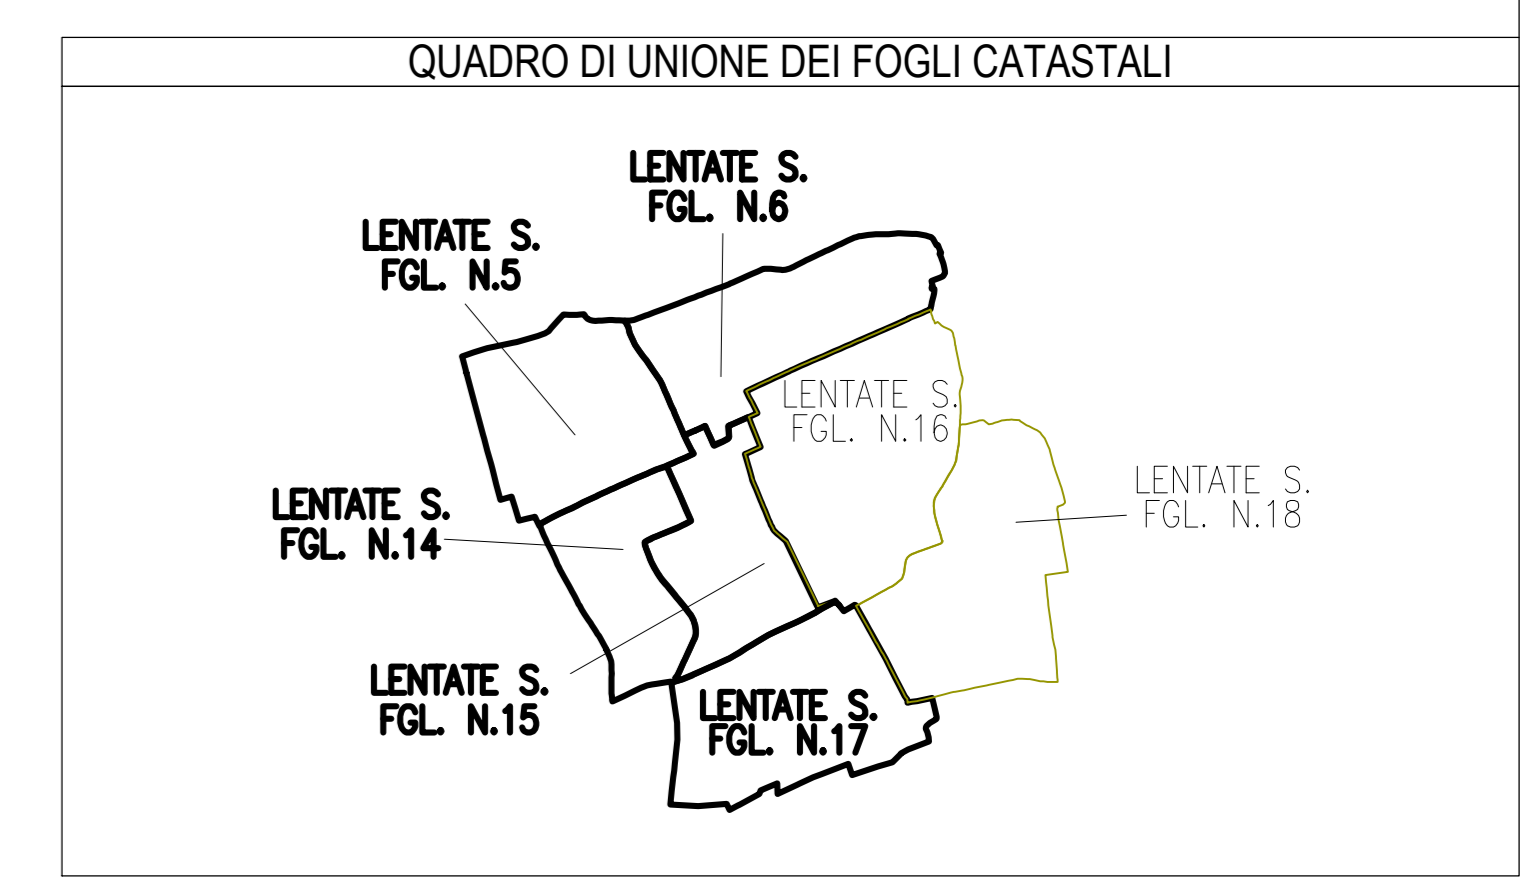 QUADRO DI UNIONE DEI FOGLI CATASTALI
LENTATE S.
FGL. N.6
LENTATE S.
FGL. N.5
LENTATE S.
FGL. N.16
LENTATE S.
FGL. N.18
LENTATE S.
FGL. N.14
LENTATE S.
FGL. N.15
LENTATE S.
FGL. N.17